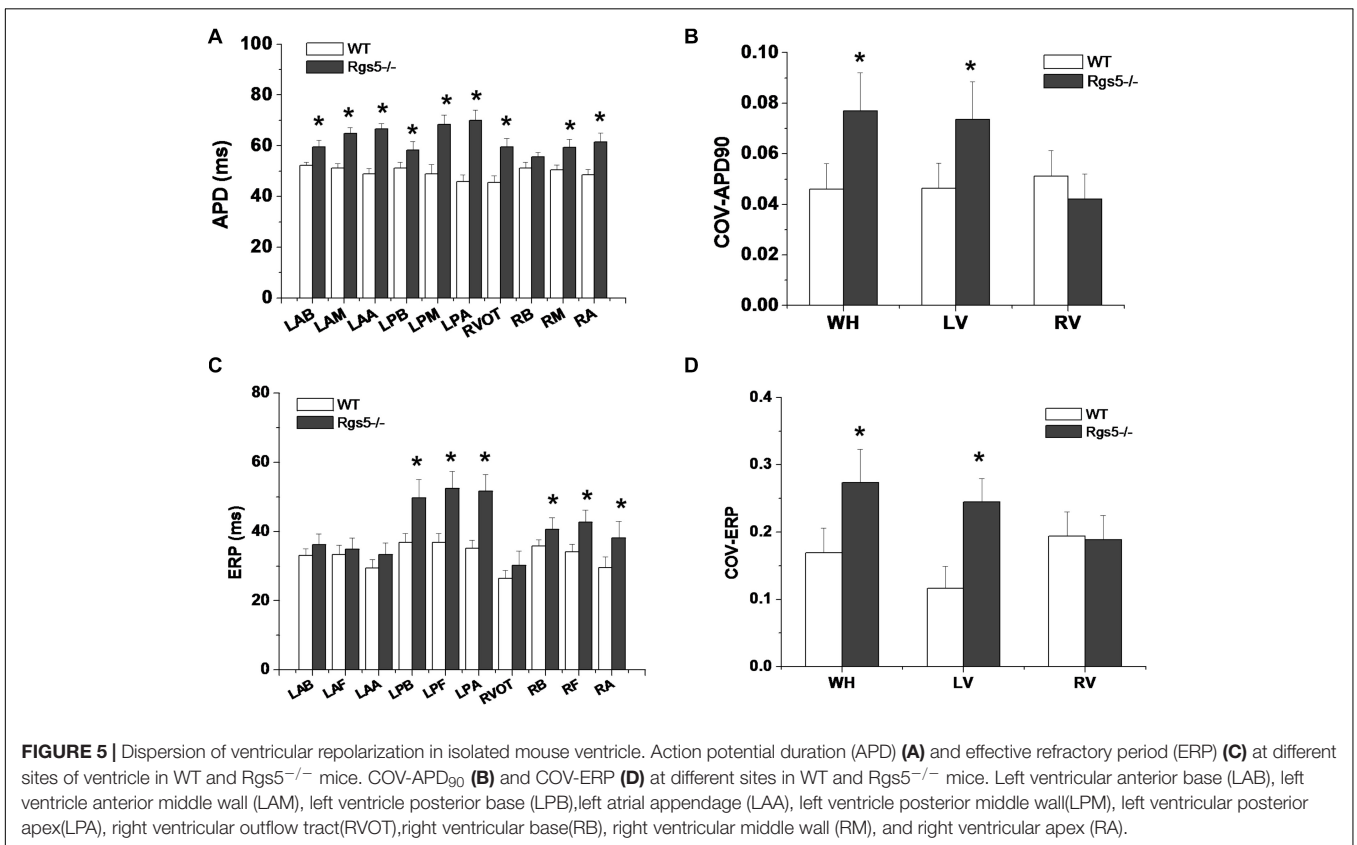 A
100
80
60
40
20
0
APD (ms)
WT
Rgs5-/-
* * * * * * * * *
LAB LAM LAA LPB LPM LPA RVOT RB RM RA
B
0.10
0.08
0.06
0.04
0.02
0.00
COV-APD90
WT
Rgs5-/-
* *
WH LV RV
C
80
60
40
20
0
ERP (ms)
WT
Rgs5-/-
* * * * * *
LAB LAF LAA LPB LPF LPA RVOT RB RF RA
D
0.4
0.3
0.2
0.1
0.0
COV-ERP
WT
Rgs5-/-
* *
WH LV RV
FIGURE 5 | Dispersion of ventricular repolarization in isolated mouse ventricle. Action potential duration (APD) (A) and effective refractory period (ERP) (C) at different
sites of ventricle in WT and Rgs5−/− mice. COV-APD90 (B) and COV-ERP (D) at different sites in WT and Rgs5−/− mice. Left ventricular anterior base (LAB), left
ventricle anterior middle wall (LAM), left ventricle posterior base (LPB),left atrial appendage (LAA), left ventricle posterior middle wall(LPM), left ventricular posterior
apex(LPA), right ventricular outflow tract(RVOT),right ventricular base(RB), right ventricular middle wall (RM), and right ventricular apex (RA).